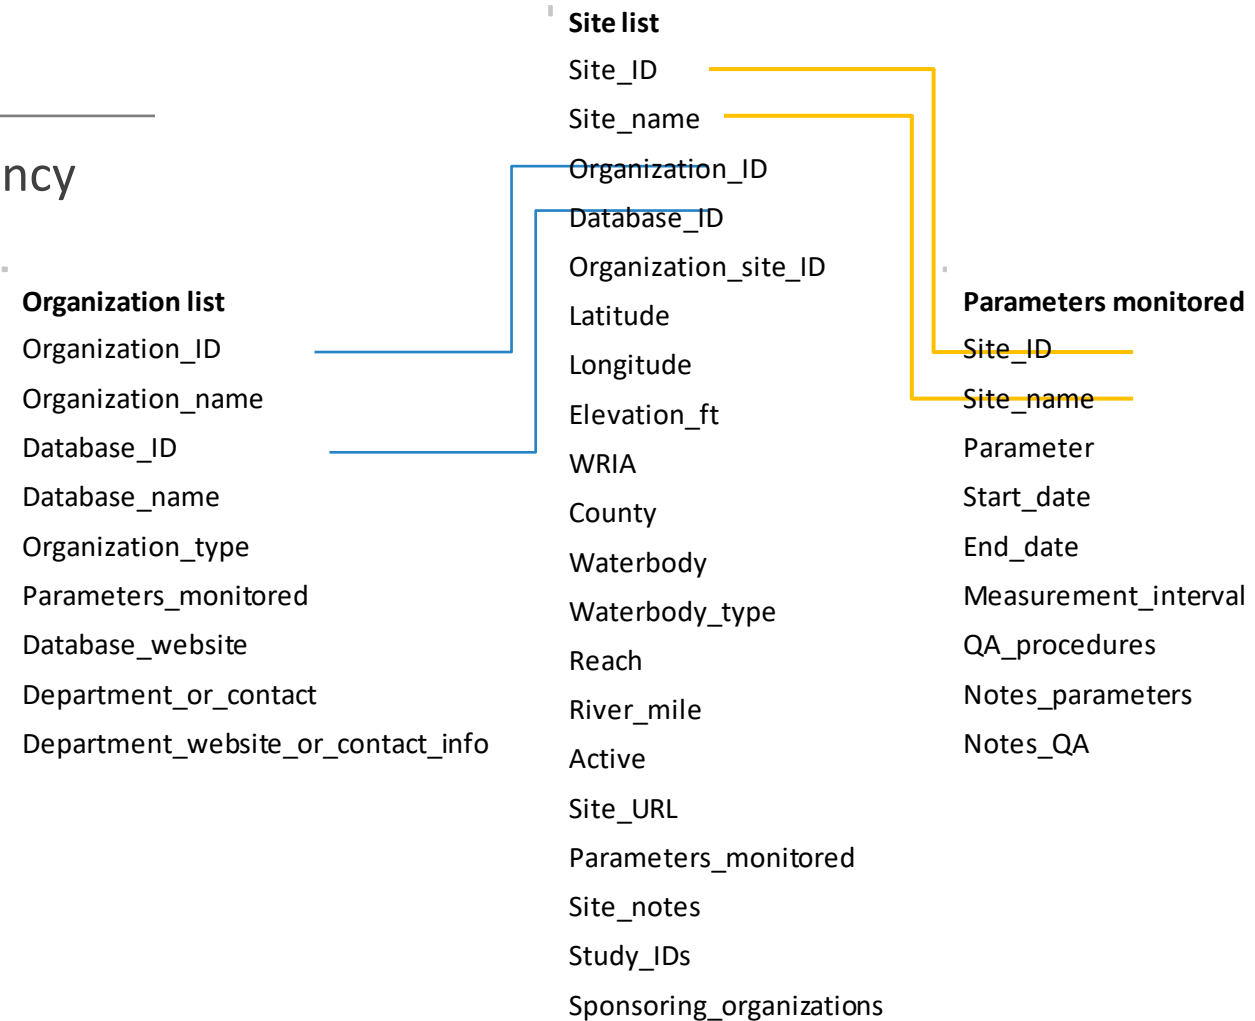 ncy
Organization list
Organization_ID
Organization_name
Database_ID
Database_name
Organization_type
Parameters_monitored
Database_website
Department_or_contact
Department_website_or_contact_info
Site list
Site_ID
Site_name
Organization_ID
Database_ID
Organization_site_ID
Latitude
Longitude
Elevation_ft
WRIA
County
Waterbody
Waterbody_type
Reach
River_mile
Active
Site_URL
Parameters_monitored
Site_notes
Study_IDs
Sponsoring_organizations
Parameters monitored
Site_ID
Site_name
Parameter
Start_date
End_date
Measurement_interval
QA_procedures
Notes_parameters
Notes_QA